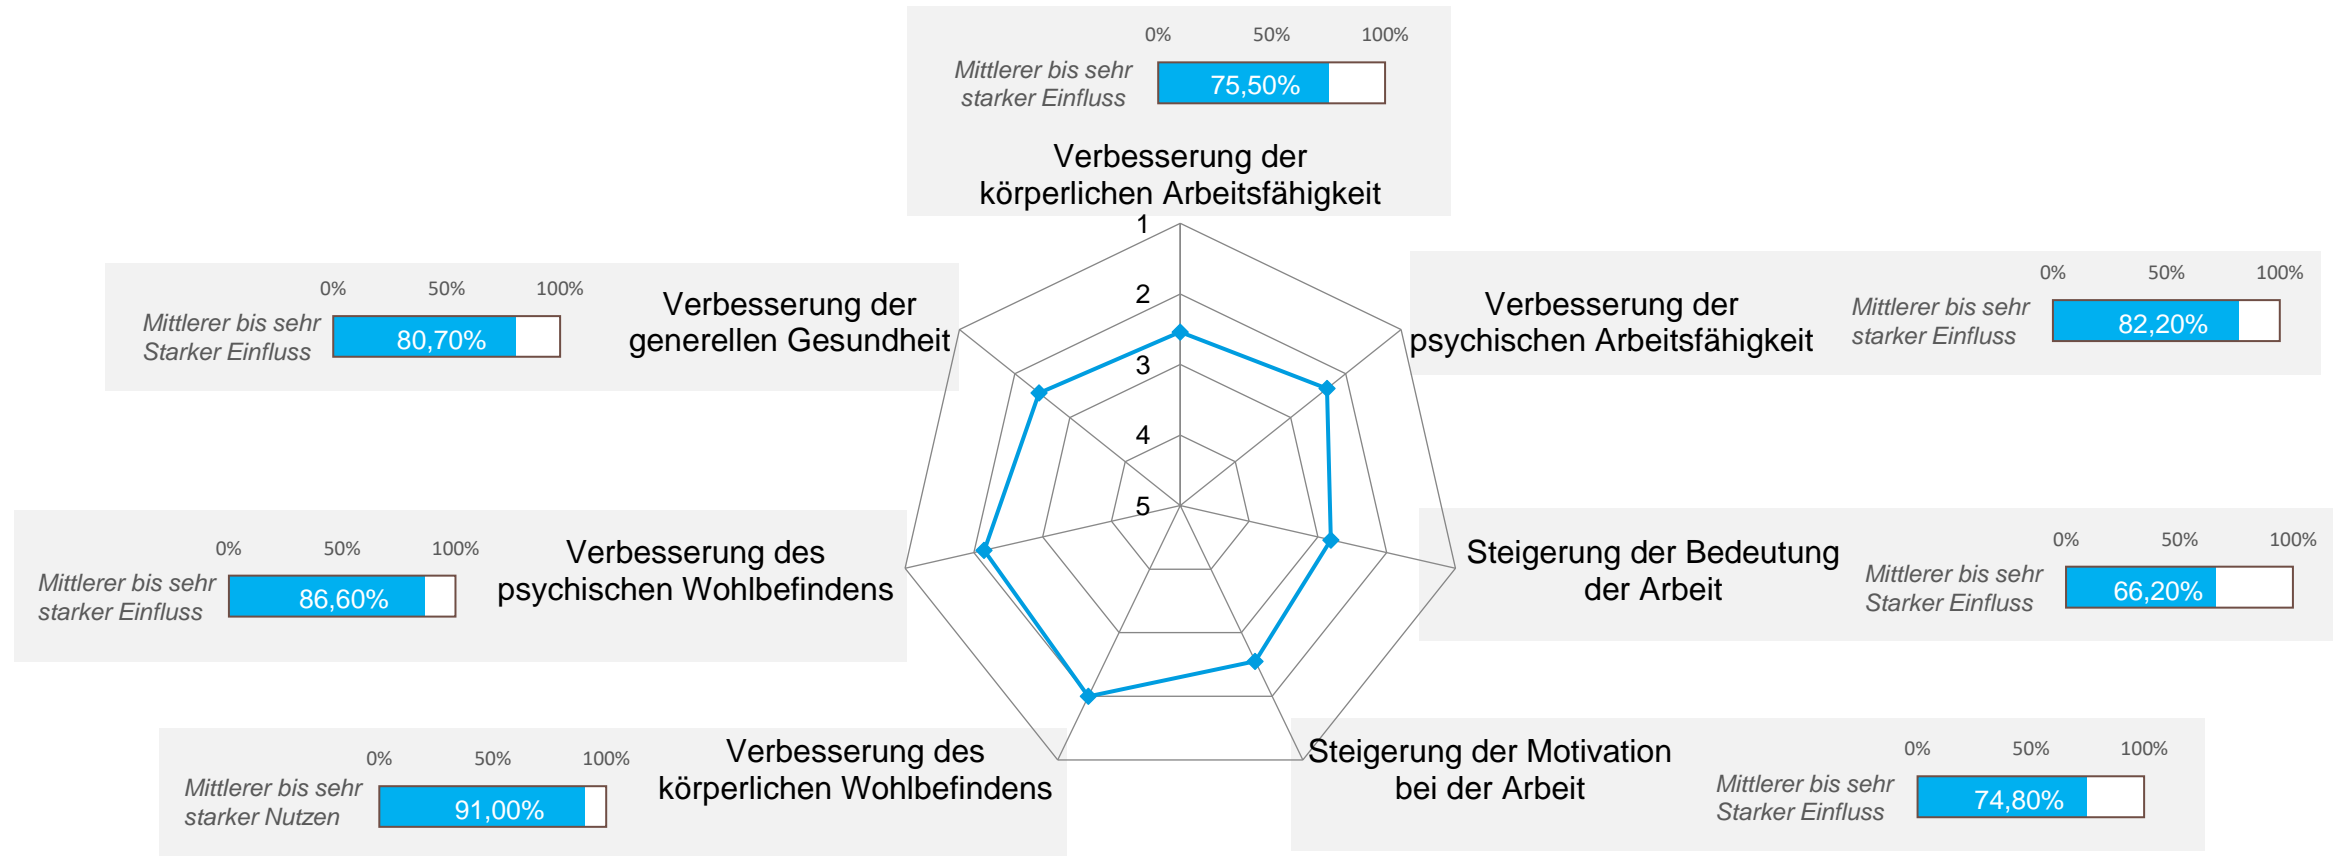 0% 50% 100%
Mittlerer bis sehr
starker Einfluss
75,50%
Verbesserung der
körperlichen Arbeitsfähigkeit
1
2
3
4
5
0% 50% 100%
Mittlerer bis sehr
Starker Einfluss
80,70%
Verbesserung der
generellen Gesundheit
Verbesserung der
psychischen Arbeitsfähigkeit
0% 50% 100%
Mittlerer bis sehr
starker Einfluss
82,20%
0% 50% 100%
Mittlerer bis sehr
starker Einfluss
86,60%
Verbesserung des
psychischen Wohlbefindens
Steigerung der Bedeutung
der Arbeit
0% 50% 100%
Mittlerer bis sehr
Starker Einfluss
66,20%
0% 50% 100%
Mittlerer bis sehr
starker Nutzen
91,00%
Verbesserung des
körperlichen Wohlbefindens
Steigerung der Motivation
bei der Arbeit
0% 50% 100%
Mittlerer bis sehr
Starker Einfluss
74,80%